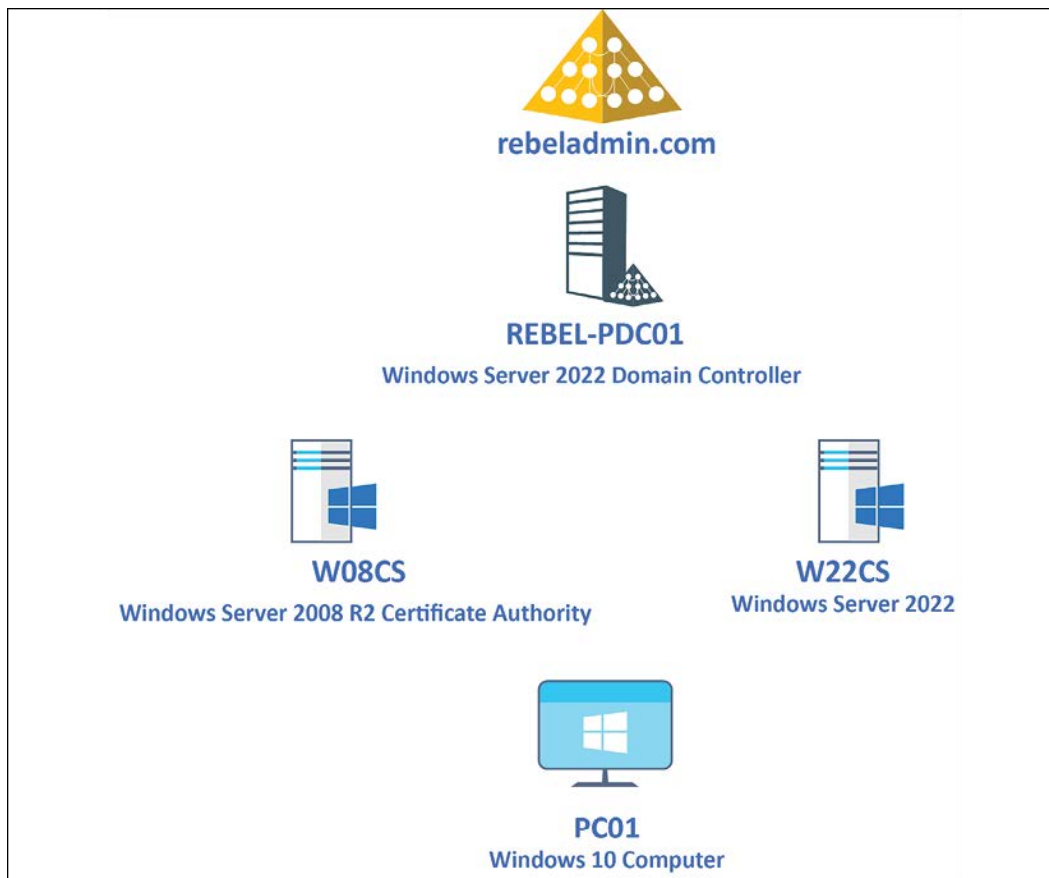 rebeladmin.com
REBEL-PDC01
Windows Server 2022 Domain Controller
W08CS
Windows Server 2008 R2 Certificate Authority
W22CS
Windows Server 2022
PC01
Windows 10 Computer